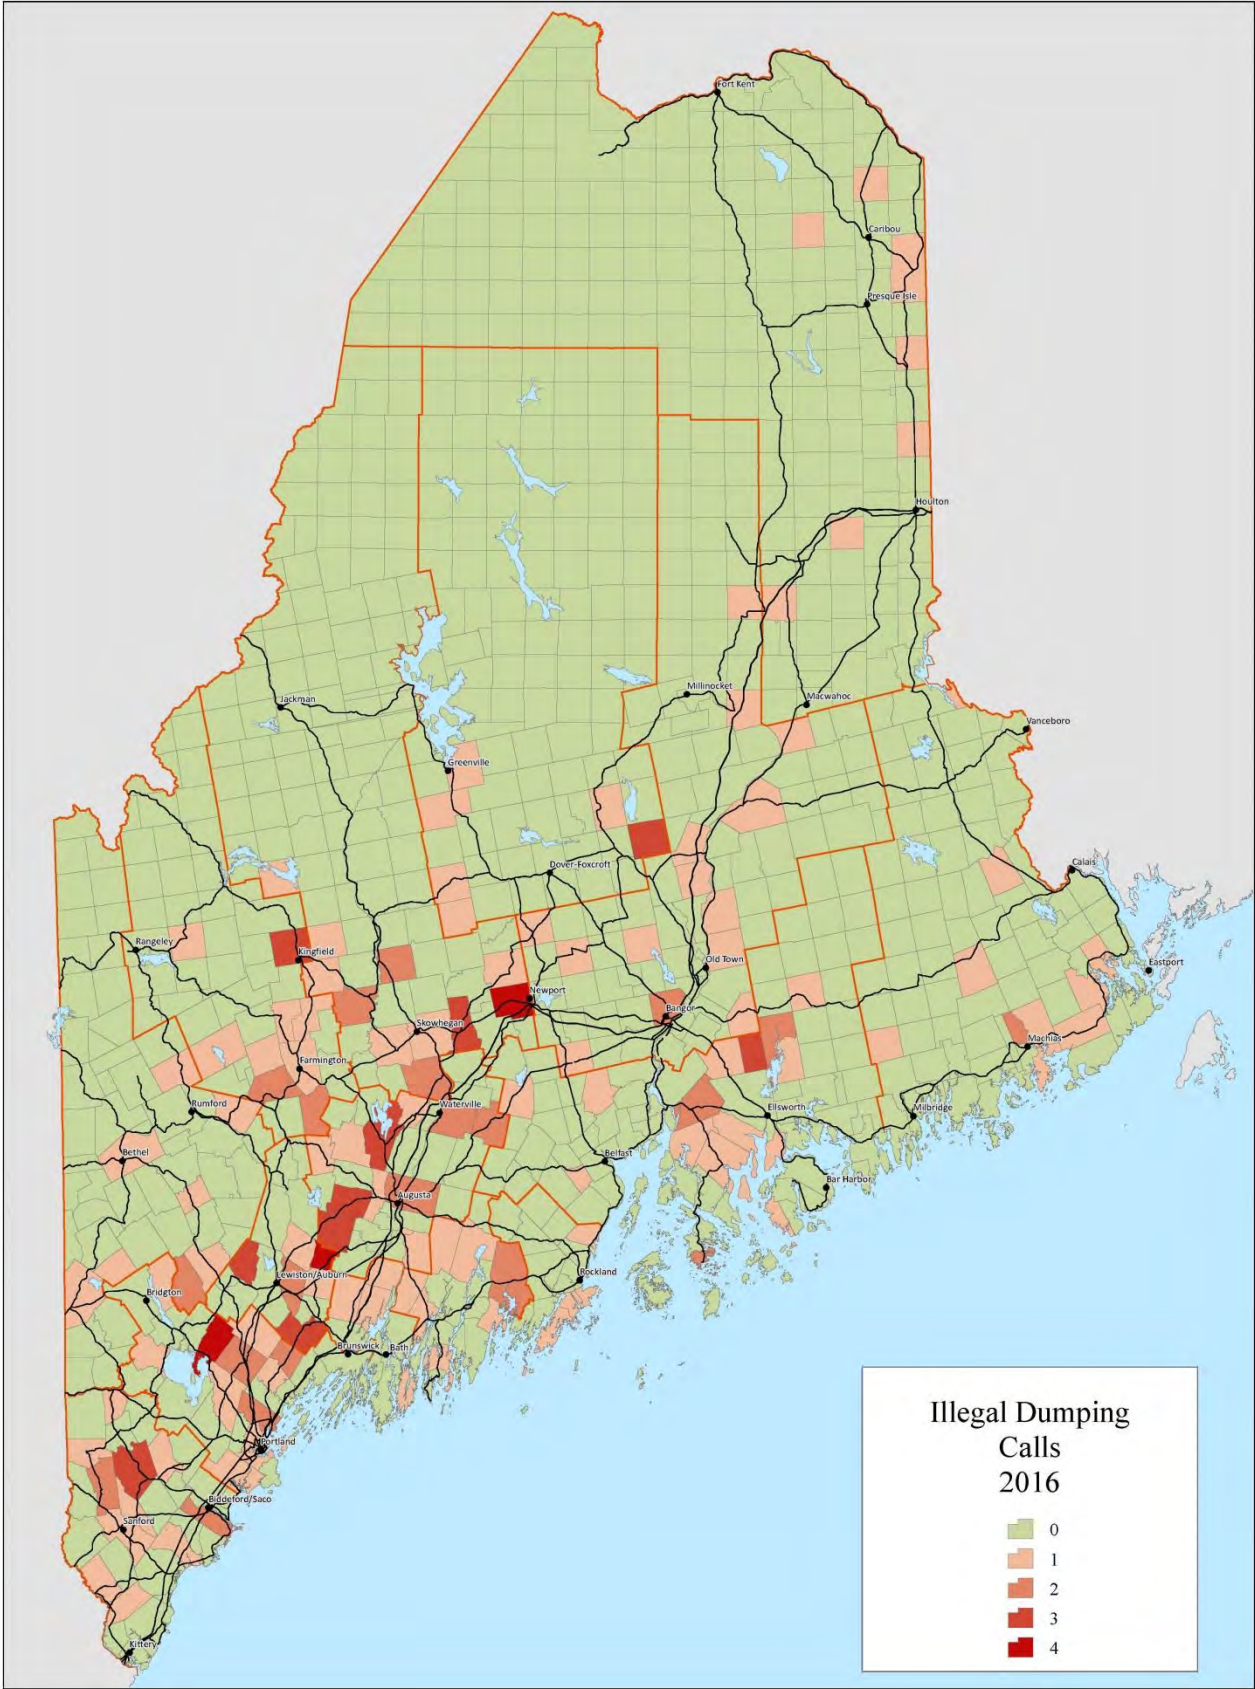 Fort Kent
Caribou
Presque Isle
Houlton
Millinocket
Macwahoc
Jackman
Vanceboro
Greenville
Dover-Foxcroft
Calais
Rangeley
Kingfield
Old Town
Eastport
Newport
Bangor
Skowhegan
Machias
Farmington
Rumford
Waterville
Ellsworth
Milbridge
Bethel
Belfast
Bar Harbor
Augusta
Lewiston/Auburn
Rockland
Bridgton
Brunswick
Bath
Portland
Biddeford/Saco
Sanford
Kittery
Illegal Dumping
Calls
2016
0
1
2
3
4